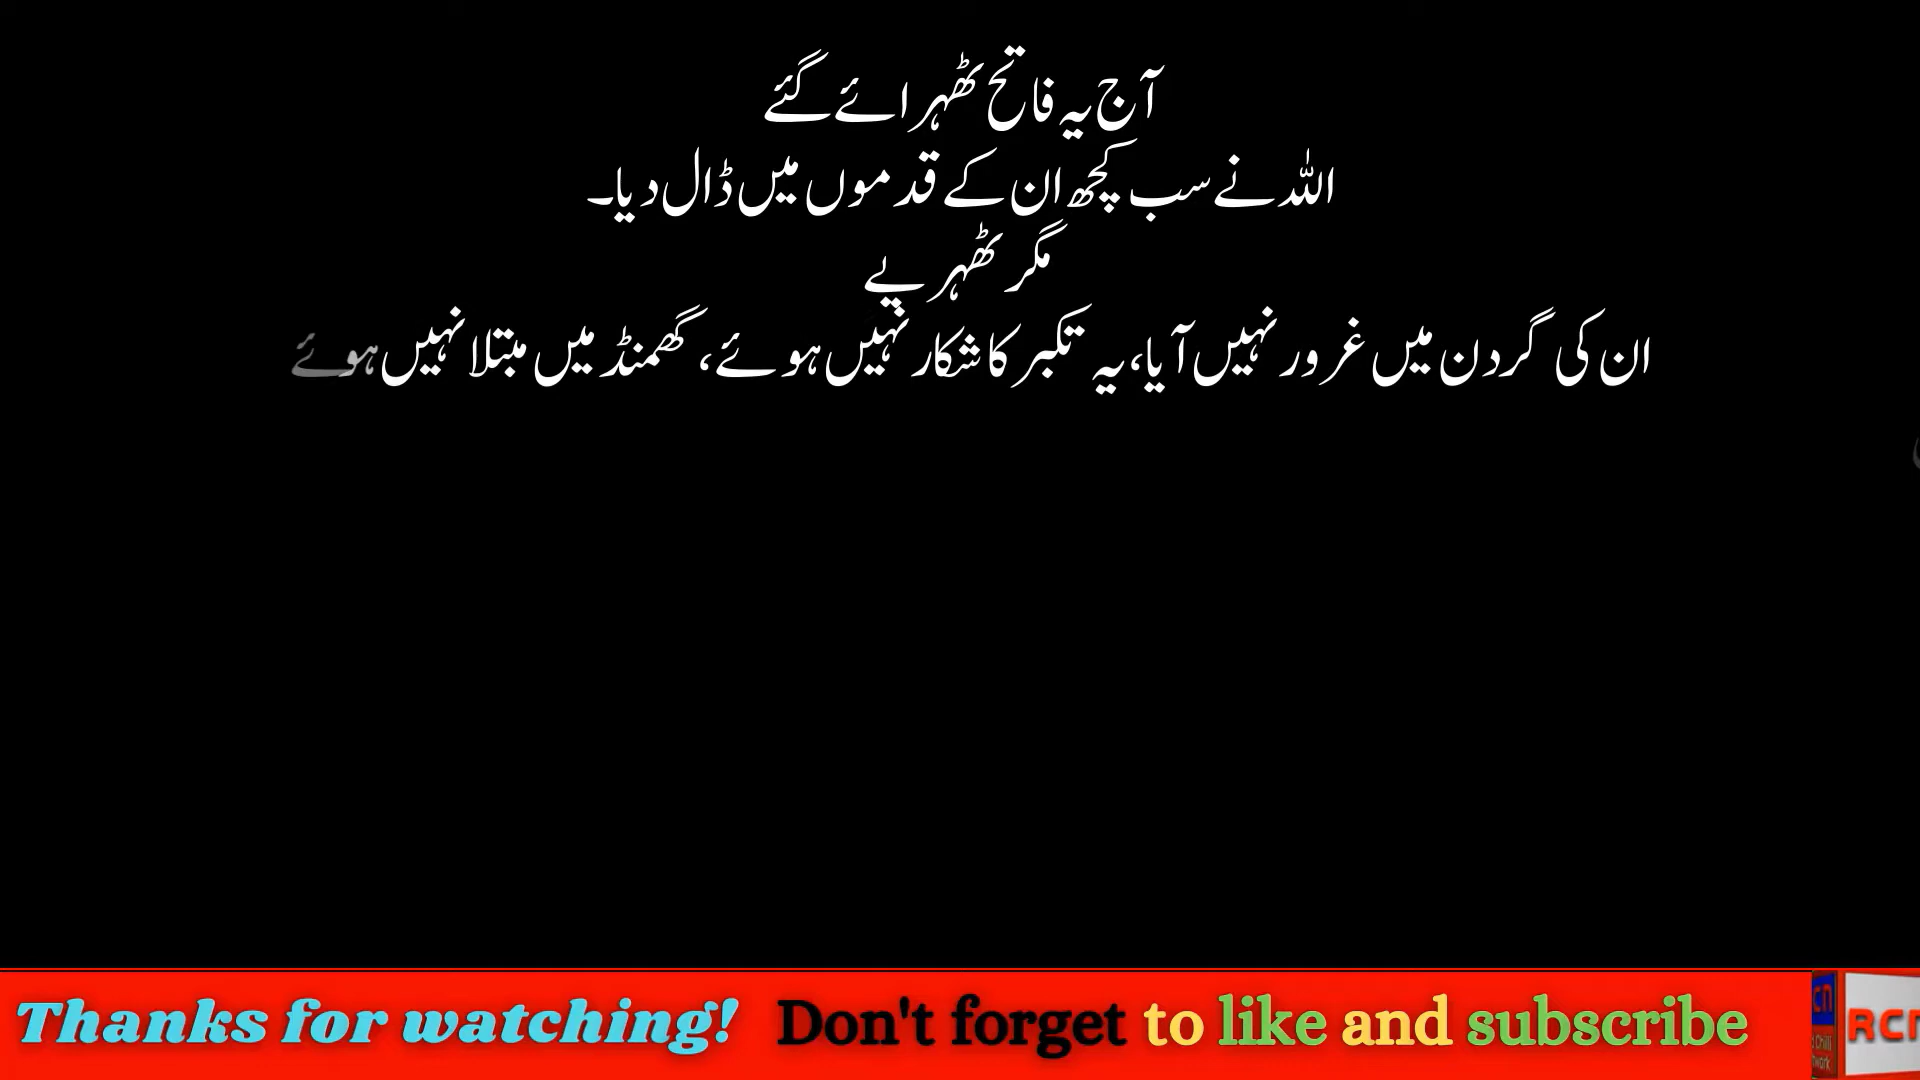 آج یہ فاتح ٹھہرائے گئے
اللہ نے سب کچھ ان کے قدموں میں ڈال دیا۔
مگر ٹھہریے
ان کی گردن میں غرور نہیں آیا، یہ تکبر کا شکار نہیں ہوئے، گھمنڈ میں مبتلا نہیں ہوئے
Thanks for watching! Don't forget to like and subscribe